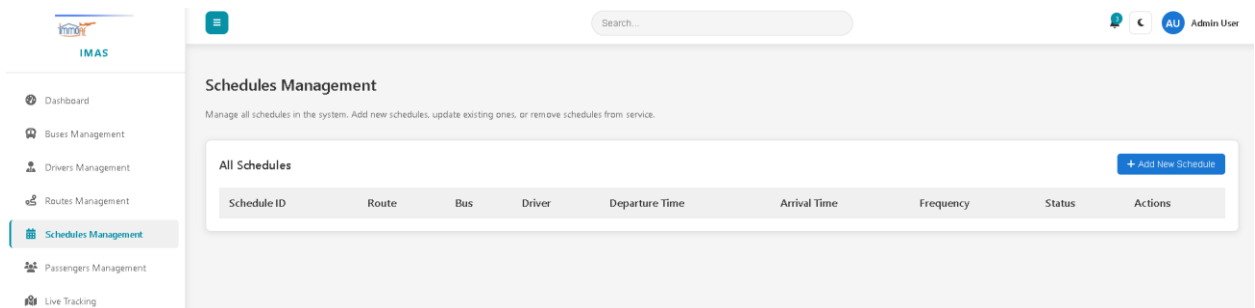 immoAi
IMAS
Dashboard
Buses Management
Drivers Management
Routes Management
Schedules Management
Passengers Management
Live Tracking
Search...
AU Admin User
Schedules Management
Manage all schedules in the system. Add new schedules, update existing ones, or remove schedules from service.
All Schedules
+ Add New Schedule
Schedule ID Route Bus Driver Departure Time Arrival Time Frequency Status Actions